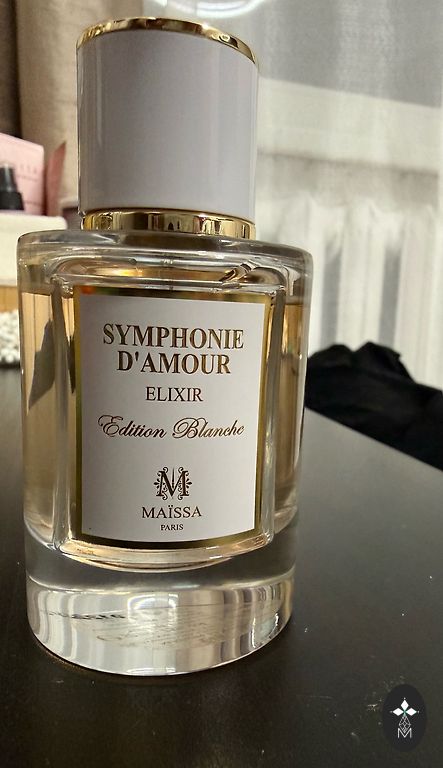 SYMPHONIE
D'AMOUR
ELIXIR
Edition Blanche
M
MAÏSSA
PARIS
M